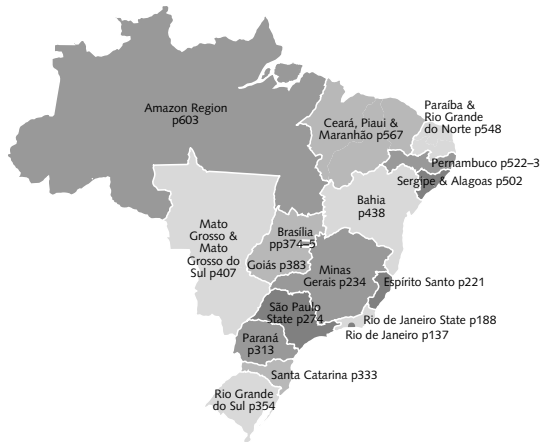 Amazon Region
p603
Ceará, Piaui &
Maranhão p567
Paraíba &
Rio Grande
do Norte p548
Pernambuco p522–3
Sergipe & Alagoas p502
Bahia
p438
Mato
Grosso &
Mato
Grosso do
Sul p407
Brasília
pp374–5
Goiás p383
Minas
Gerais p234
Espírito Santo p221
São Paulo
State p274
Rio de Janeiro State p188
Rio de Janeiro p137
Paraná
p313
Santa Catarina p333
Rio Grande
do Sul p354